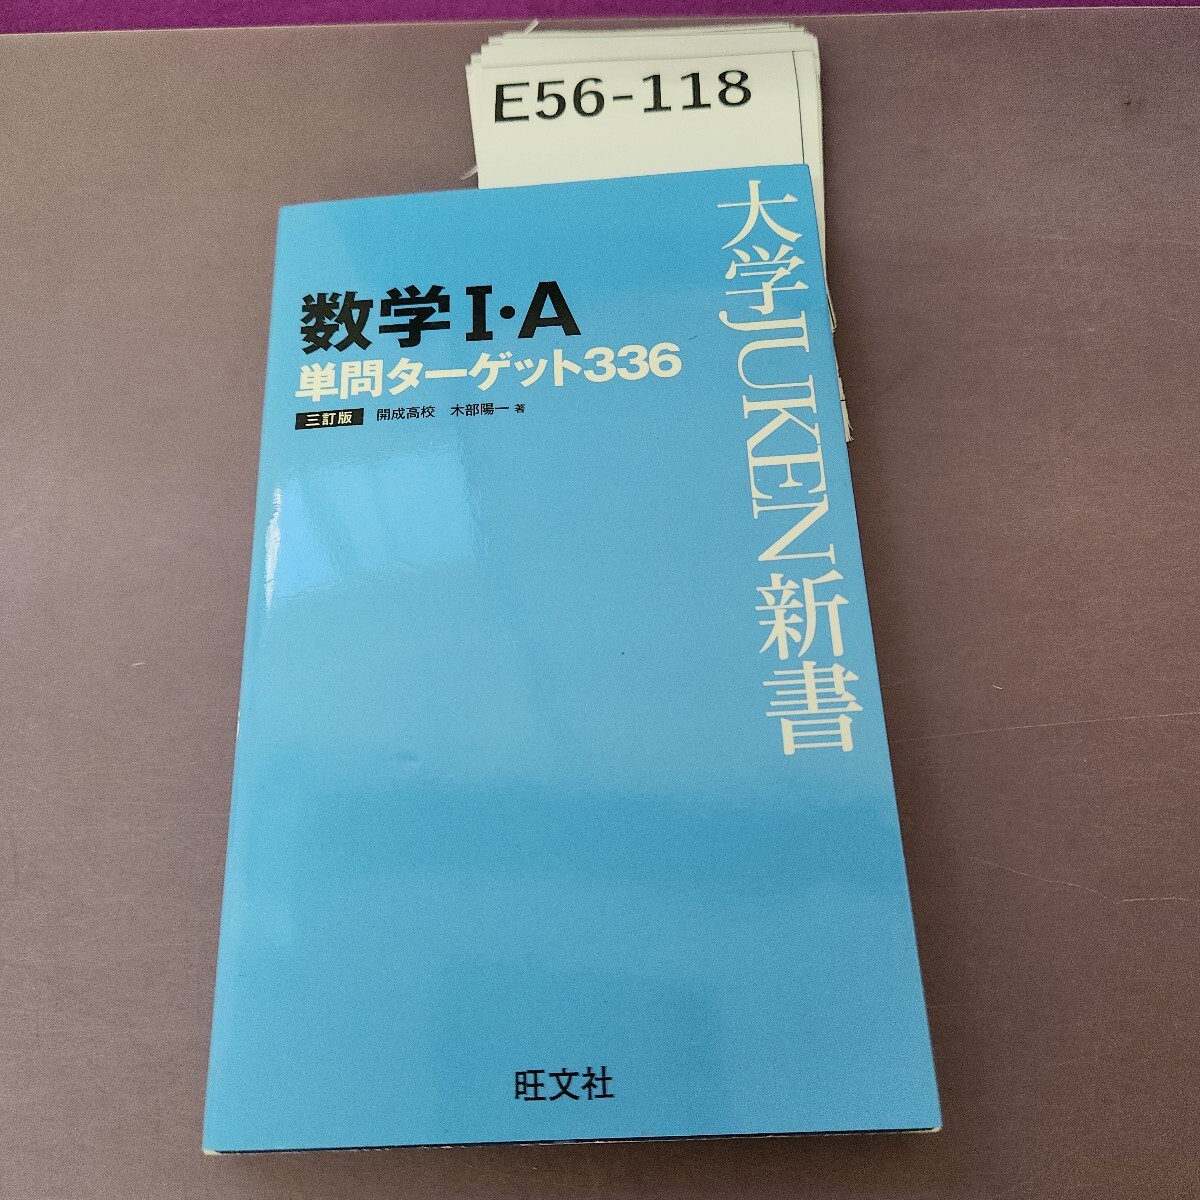 E56-118
大学JUKEN新書
数学Ⅰ・A
単問ターゲット336
三訂版 開成高校 木部陽一 著
旺文社